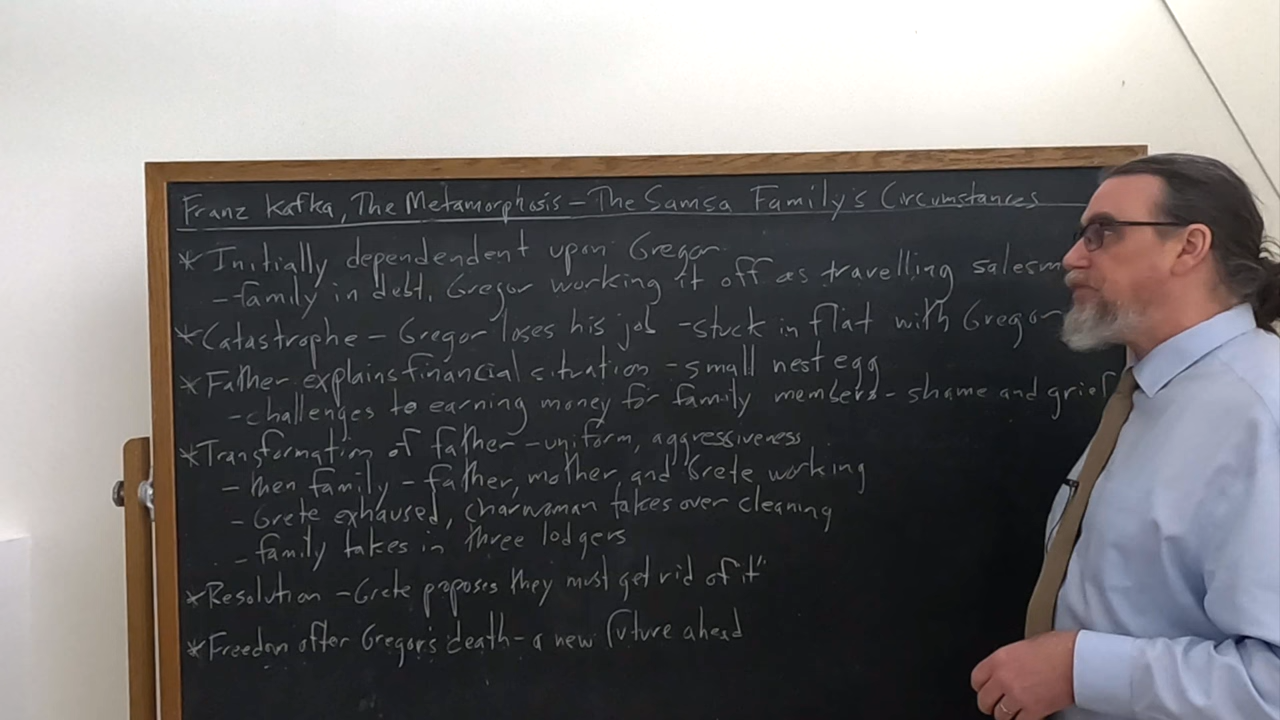 Franz Kafka, The Metamorphosis - The Samsa Family's Circumstances
* Initially dependendent upon Gregor
- family in debt, Gregor working it off as travelling salesm
* Catastrophe - Gregor loses his job - stuck in flat with Gregor
* Father explains financial situation - small nest egg
- challenges to earning money for family members - shame and grief
* Transformation of father - uniform, aggressiveness
- then family - father, mother, and Grete working
- Grete exhaused, charwoman takes over cleaning
- family takes in three lodgers
* Resolution - Grete proposes they must get rid of "it"
* Freedom after Gregor's death - a new future ahead